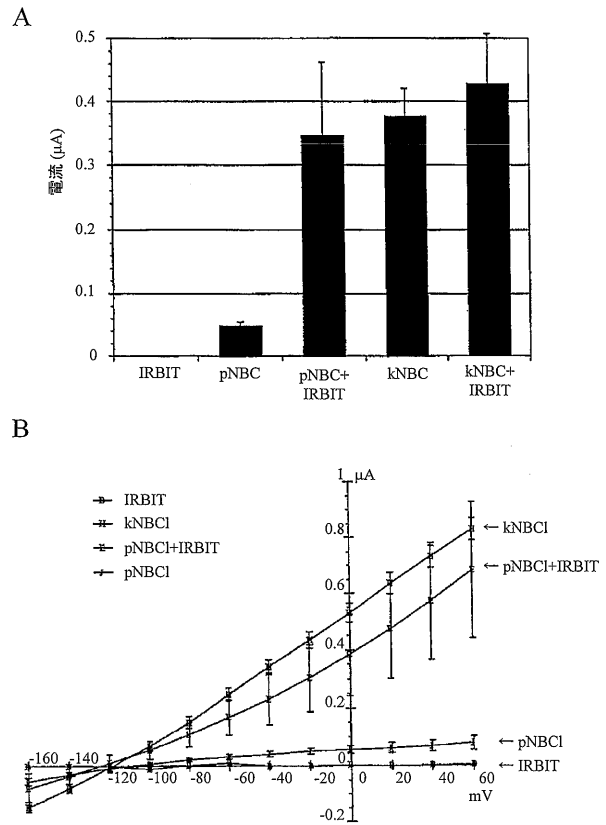 A
0.5
0.4
0.3
0.2
0.1
0
電流 (μA)
IRBIT
pNBC
pNBC+
IRBIT
kNBC
kNBC+
IRBIT
B
I μA
IRBIT
kNBCl
pNBCl+IRBIT
pNBCl
0.8
0.6
0.4
0.2
0
-0.2
←kNBCl
←pNBCl+IRBIT
←pNBCl
←IRBIT
-160 -140 -120 -100 -80 -60 -40 -20 0 20 40 60
mV